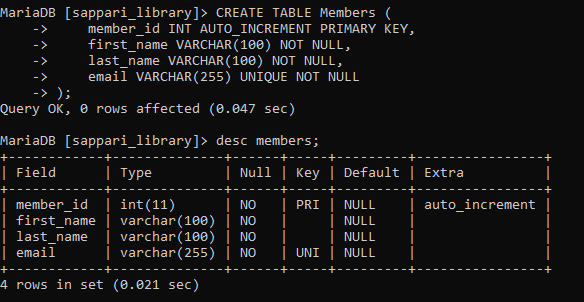 MariaDB [sappari_library]> CREATE TABLE Members (
    ->     member_id INT AUTO_INCREMENT PRIMARY KEY,
    ->     first_name VARCHAR(100) NOT NULL,
    ->     last_name VARCHAR(100) NOT NULL,
    ->     email VARCHAR(255) UNIQUE NOT NULL
    -> );
Query OK, 0 rows affected (0.047 sec)

MariaDB [sappari_library]> desc members;
+------------+--------------+------+-----+---------+----------------+
| Field      | Type         | Null | Key | Default | Extra          |
+------------+--------------+------+-----+---------+----------------+
| member_id  | int(11)      | NO   | PRI | NULL    | auto_increment |
| first_name | varchar(100) | NO   |     | NULL    |                |
| last_name  | varchar(100) | NO   |     | NULL    |                |
| email      | varchar(255) | NO   | UNI | NULL    |                |
+------------+--------------+------+-----+---------+----------------+
4 rows in set (0.021 sec)